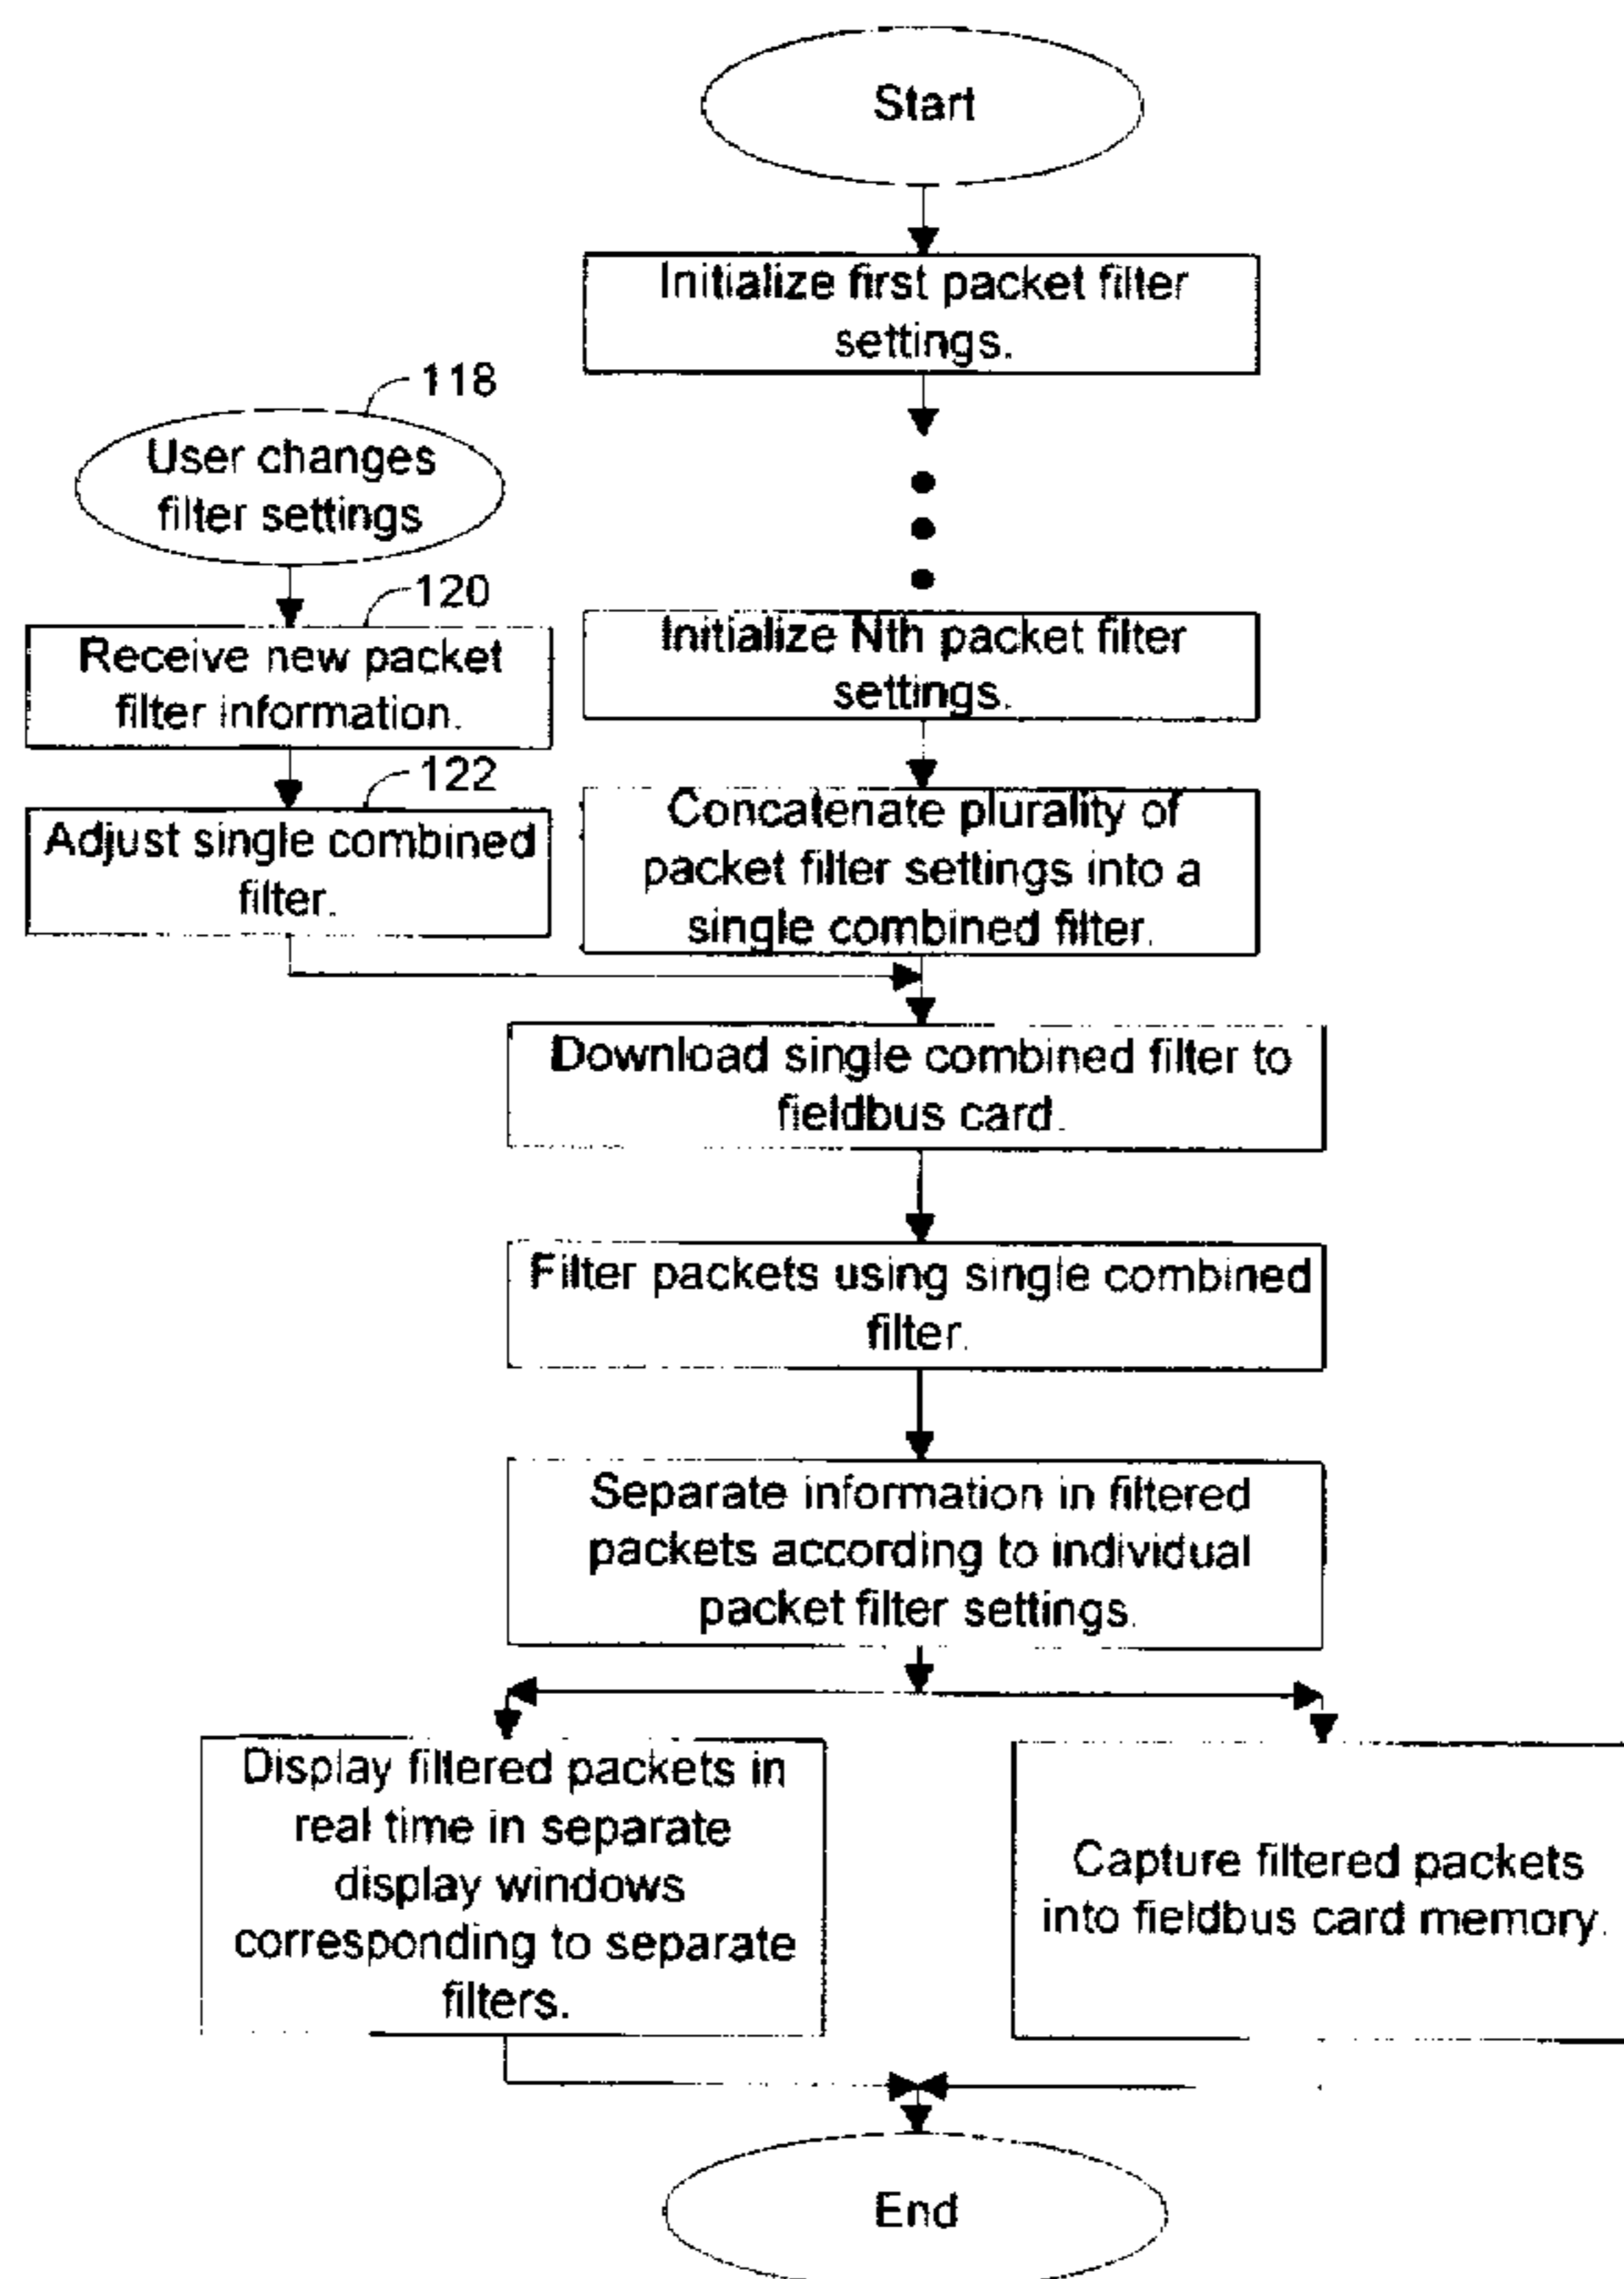 Start
Initialize first packet filter
settings.
118
User changes
filter settings
120
Receive new packet
filter information.
Initialize Nth packet filter
settings.
122
Adjust single combined
filter.
Concatenate plurality of
packet filter settings into a
single combined filter.
Download single combined filter to
fieldbus card.
Filter packets using single combined
filter.
Separate information in filtered
packets according to individual
packet filter settings.
Display filtered packets in
real time in separate
display windows
corresponding to separate
filters.
Capture filtered packets
into fieldbus card memory.
End